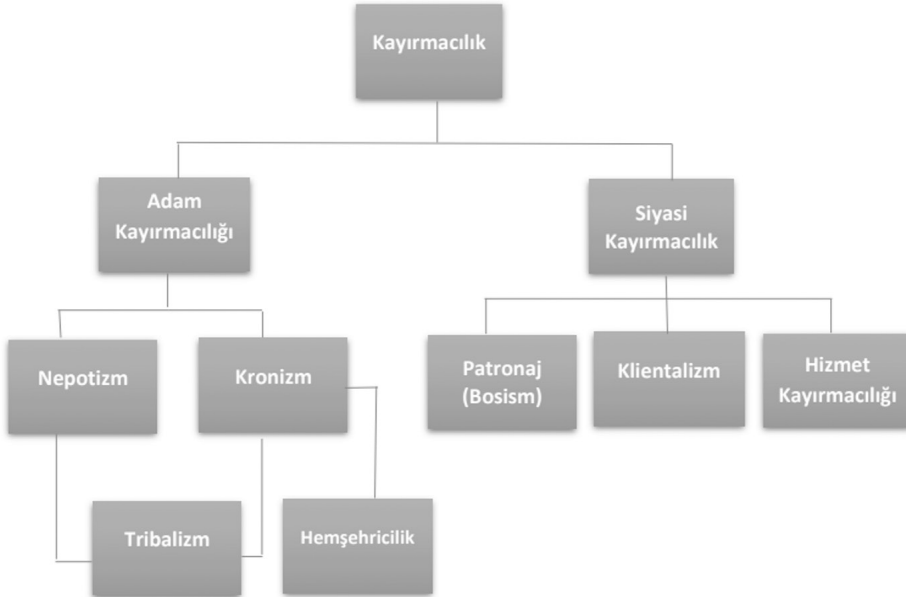 Kayırmacılık
Adam
Kayırmacılığı
Siyasi
Kayırmacılık
Nepotizm
Kronizm
Patronaj
(Bosism)
Klientalizm
Hizmet
Kayırmacılığı
Tribalizm
Hemşehricilik